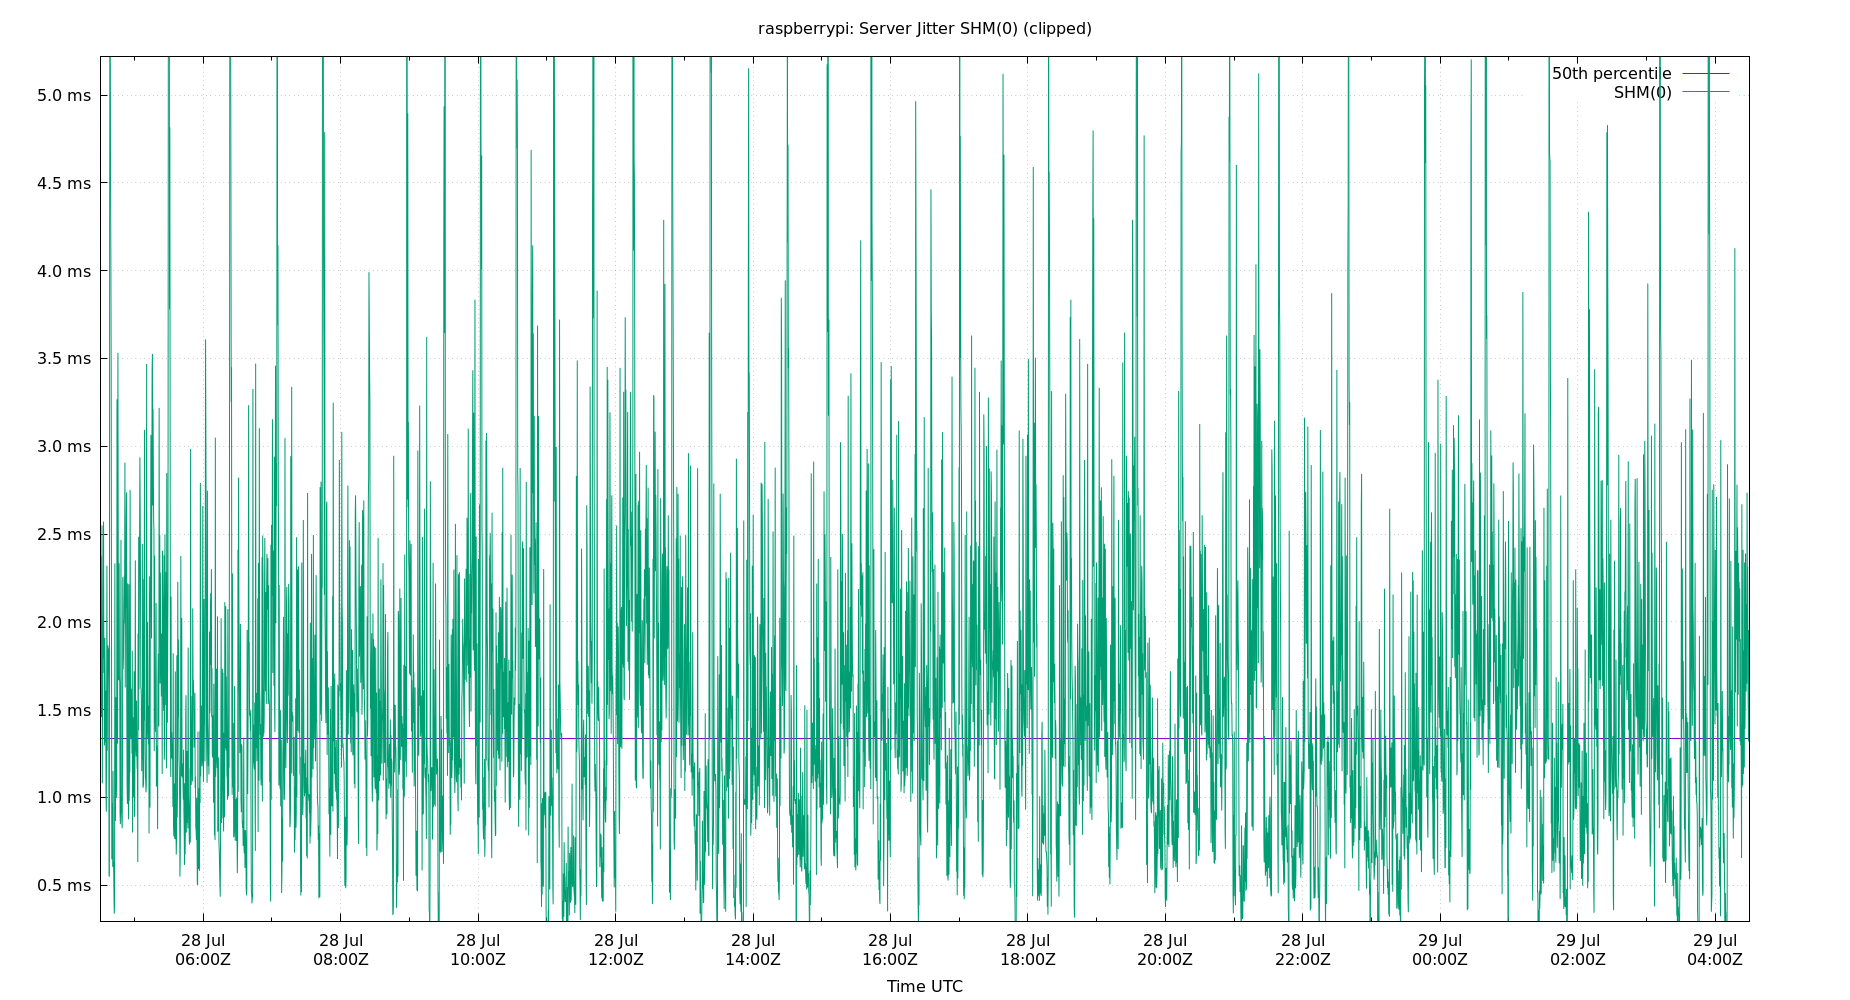 raspberrypi: Server Jitter SHM(0) (clipped)
50th percentile
SHM(0)
5.0 ms
4.5 ms
4.0 ms
3.5 ms
3.0 ms
2.5 ms
2.0 ms
1.5 ms
1.0 ms
0.5 ms
28 Jul 28 Jul 28 Jul 28 Jul 28 Jul 28 Jul 28 Jul 28 Jul 28 Jul 29 Jul 29 Jul 29 Jul
06:00Z 08:00Z 10:00Z 12:00Z 14:00Z 16:00Z 18:00Z 20:00Z 22:00Z 00:00Z 02:00Z 04:00Z
Time UTC